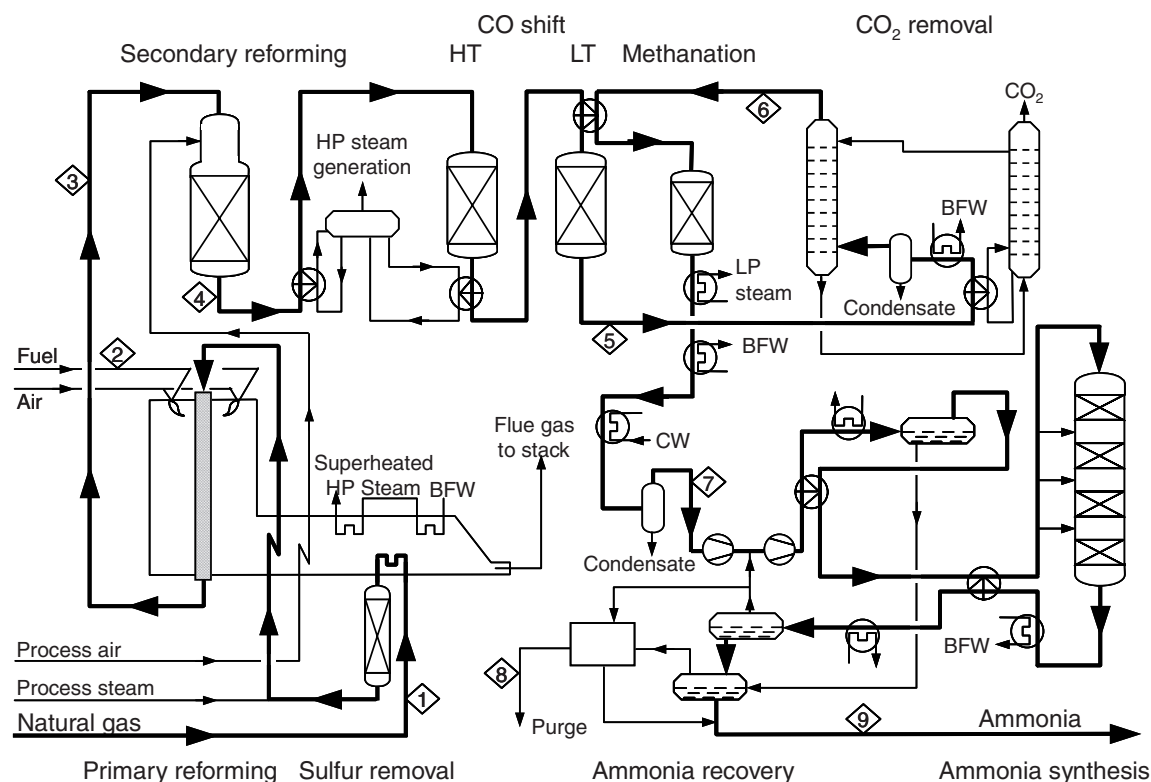 CO shift
CO₂ removal
Secondary reforming
HT
LT
Methanation
6
CO₂
HP steam
generation
3
BFW
4
LP
steam
Condensate
5
Fuel
2
BFW
Air
Flue gas
to stack
CW
Superheated
HP Steam
BFW
7
Condensate
Process air
BFW
8
Process steam
1
Natural gas
Purge
9
Ammonia
Primary reforming
Sulfur removal
Ammonia recovery
Ammonia synthesis